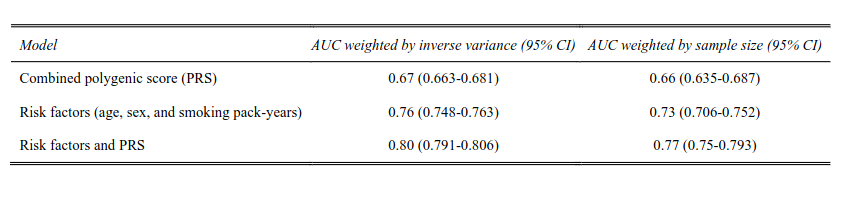 Model AUC weighted by inverse variance (95% CI) AUC weighted by sample size (95% CI)
Combined polygenic score (PRS) 0.67 (0.663-0.681) 0.66 (0.635-0.687)
Risk factors (age, sex, and smoking pack-years) 0.76 (0.748-0.763) 0.73 (0.706-0.752)
Risk factors and PRS 0.80 (0.791-0.806) 0.77 (0.75-0.793)